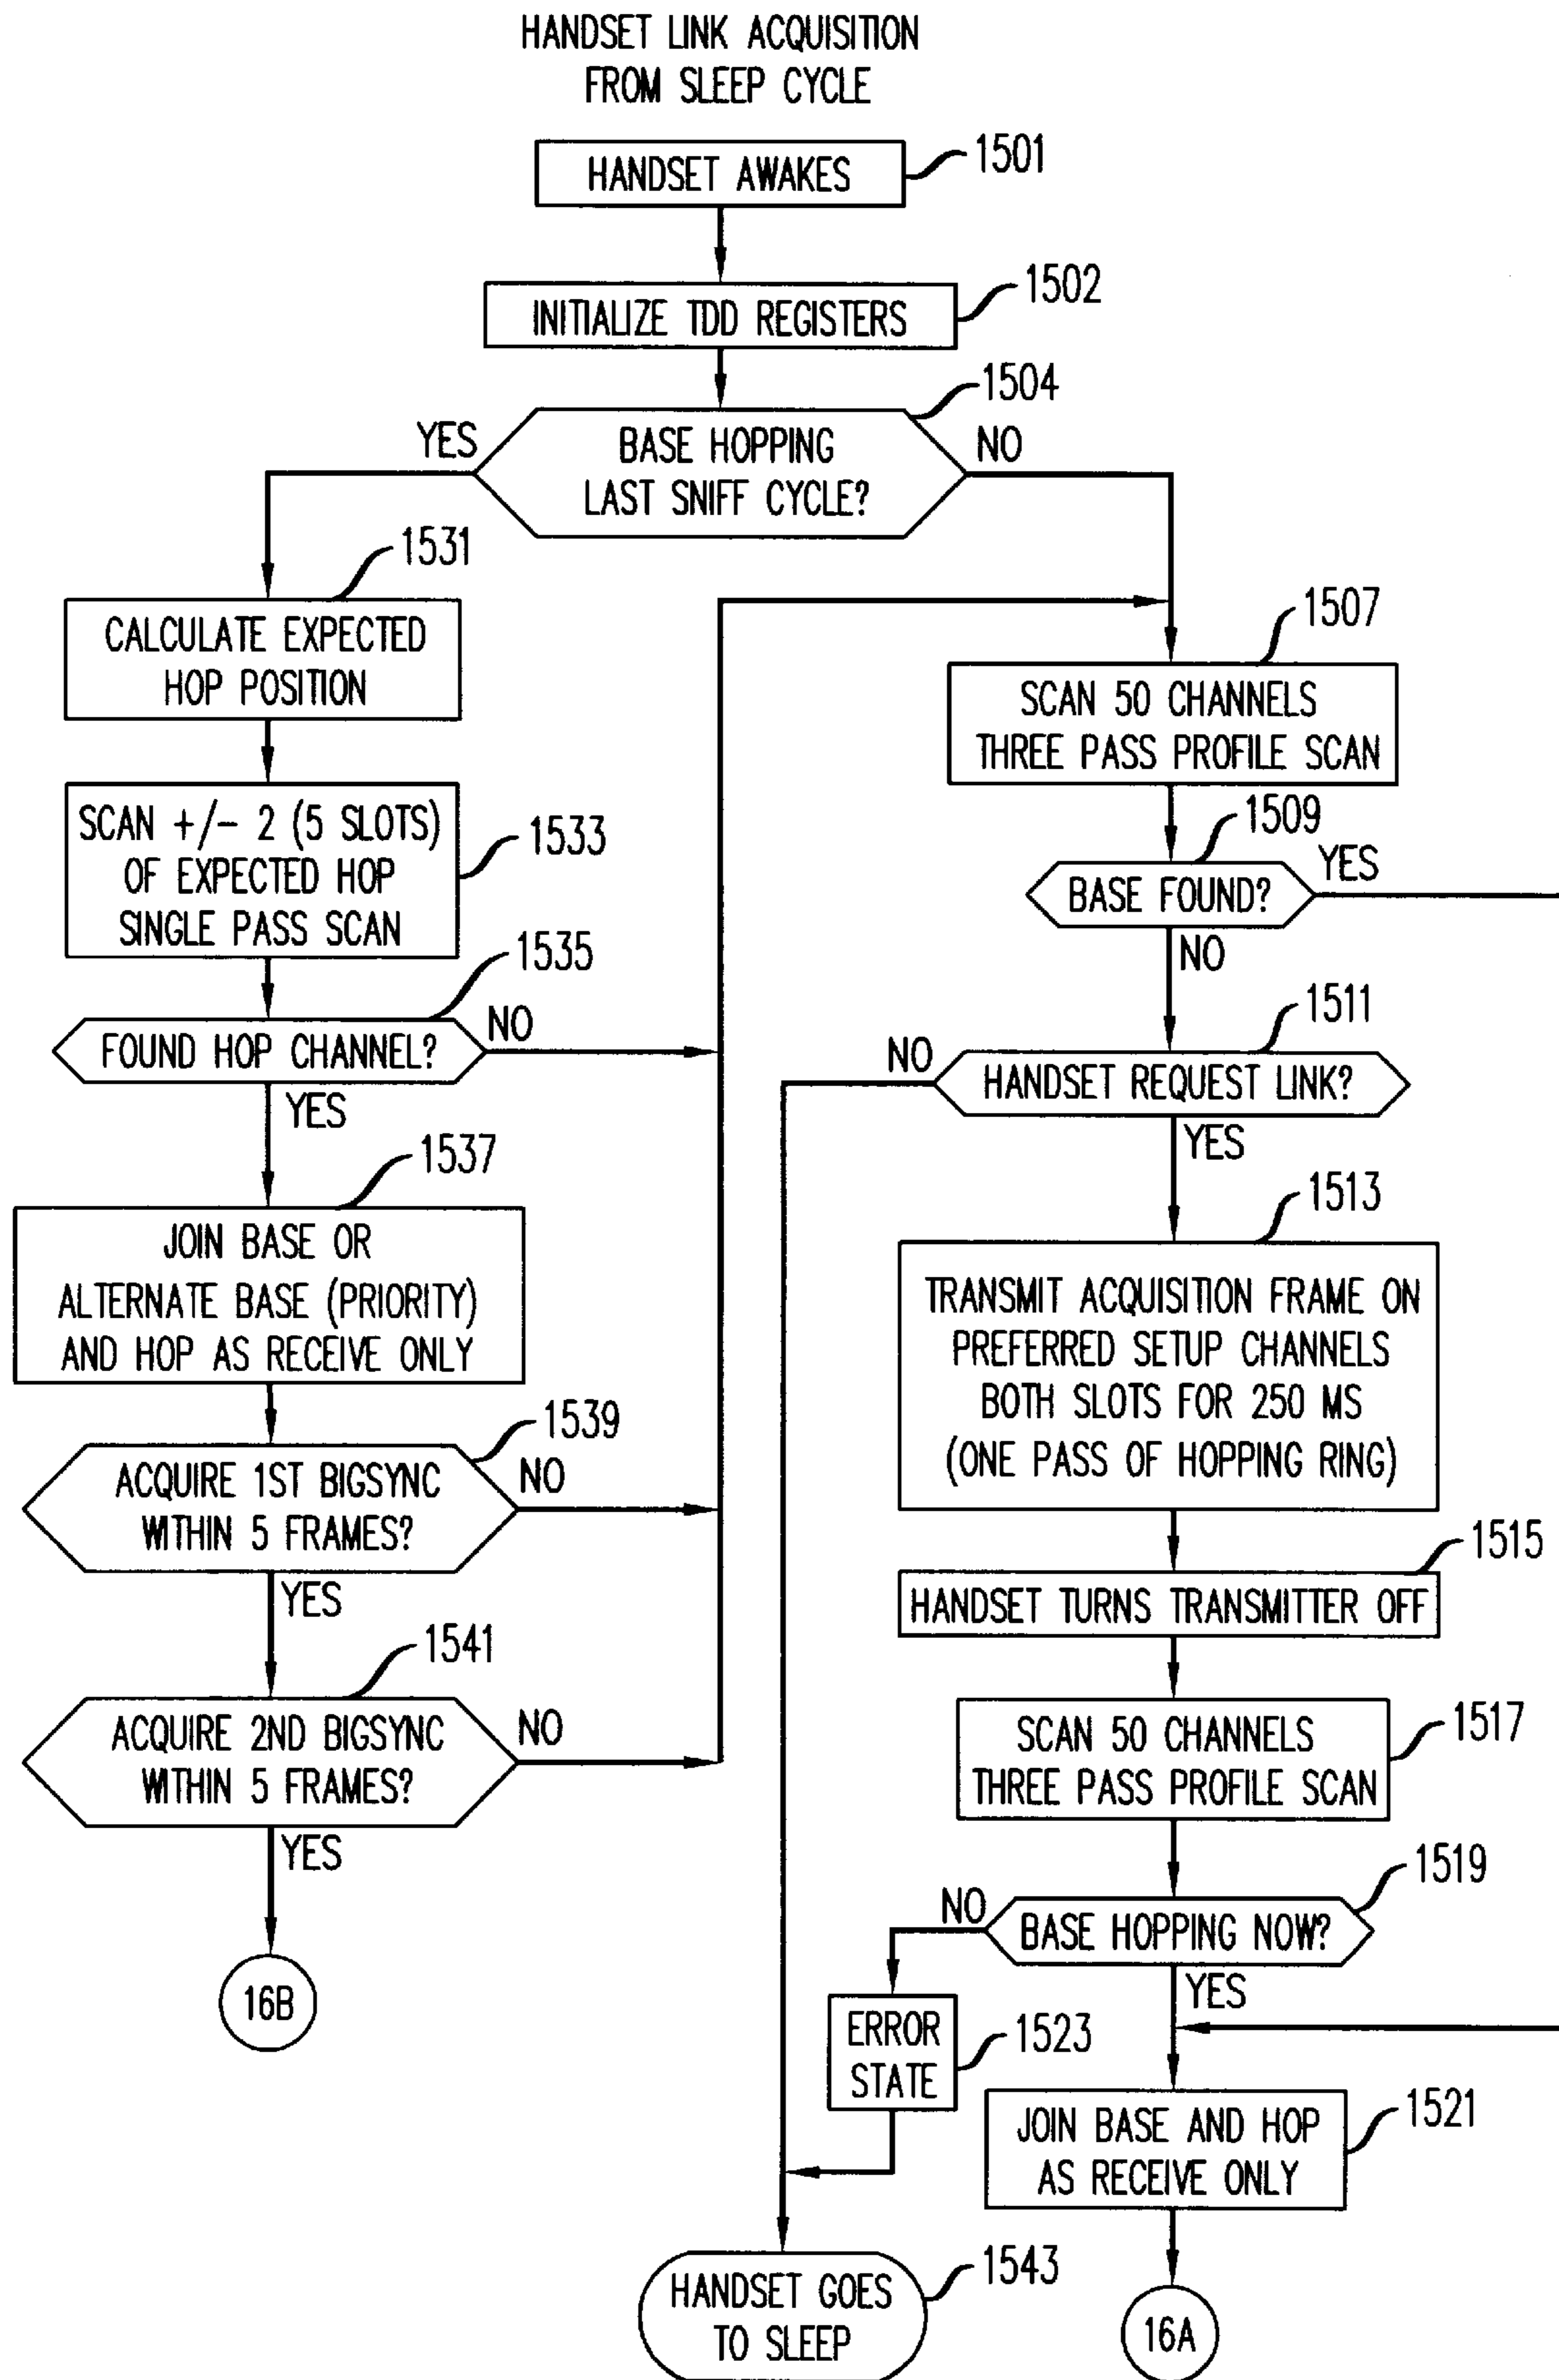 HANDSET LINK ACQUISITION
FROM SLEEP CYCLE
HANDSET AWAKES
1501
INITIALIZE TDD REGISTERS
1502
1504
YES
BASE HOPPING
LAST SNIFF CYCLE?
NO
1531
CALCULATE EXPECTED
HOP POSITION
SCAN +/- 2 (5 SLOTS)
OF EXPECTED HOP
SINGLE PASS SCAN
1533
1535
FOUND HOP CHANNEL?
NO
YES
1537
JOIN BASE OR
ALTERNATE BASE (PRIORITY)
AND HOP AS RECEIVE ONLY
1539
ACQUIRE 1ST BIGSYNC
WITHIN 5 FRAMES?
NO
YES
1541
ACQUIRE 2ND BIGSYNC
WITHIN 5 FRAMES?
NO
YES
16B
1507
SCAN 50 CHANNELS
THREE PASS PROFILE SCAN
1509
BASE FOUND?
YES
NO
1511
NO
HANDSET REQUEST LINK?
YES
1513
TRANSMIT ACQUISITION FRAME ON
PREFERRED SETUP CHANNELS
BOTH SLOTS FOR 250 MS
(ONE PASS OF HOPPING RING)
1515
HANDSET TURNS TRANSMITTER OFF
SCAN 50 CHANNELS
THREE PASS PROFILE SCAN
1517
1519
NO
BASE HOPPING NOW?
YES
ERROR
STATE
1523
JOIN BASE AND HOP
AS RECEIVE ONLY
1521
HANDSET GOES
TO SLEEP
1543
16A